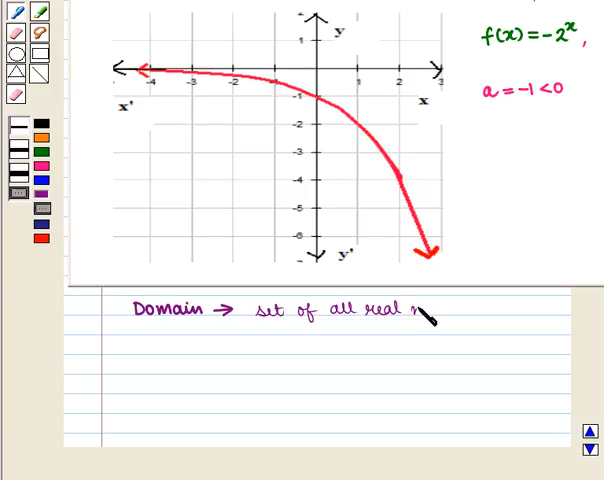 f(x) = -2^x,
a = -1 < 0
2
1
y
-4 -3 -2 -1 1 2 3
x' x
-1
-2
-3
-4
-5
-6
y'
Domain → set of all real